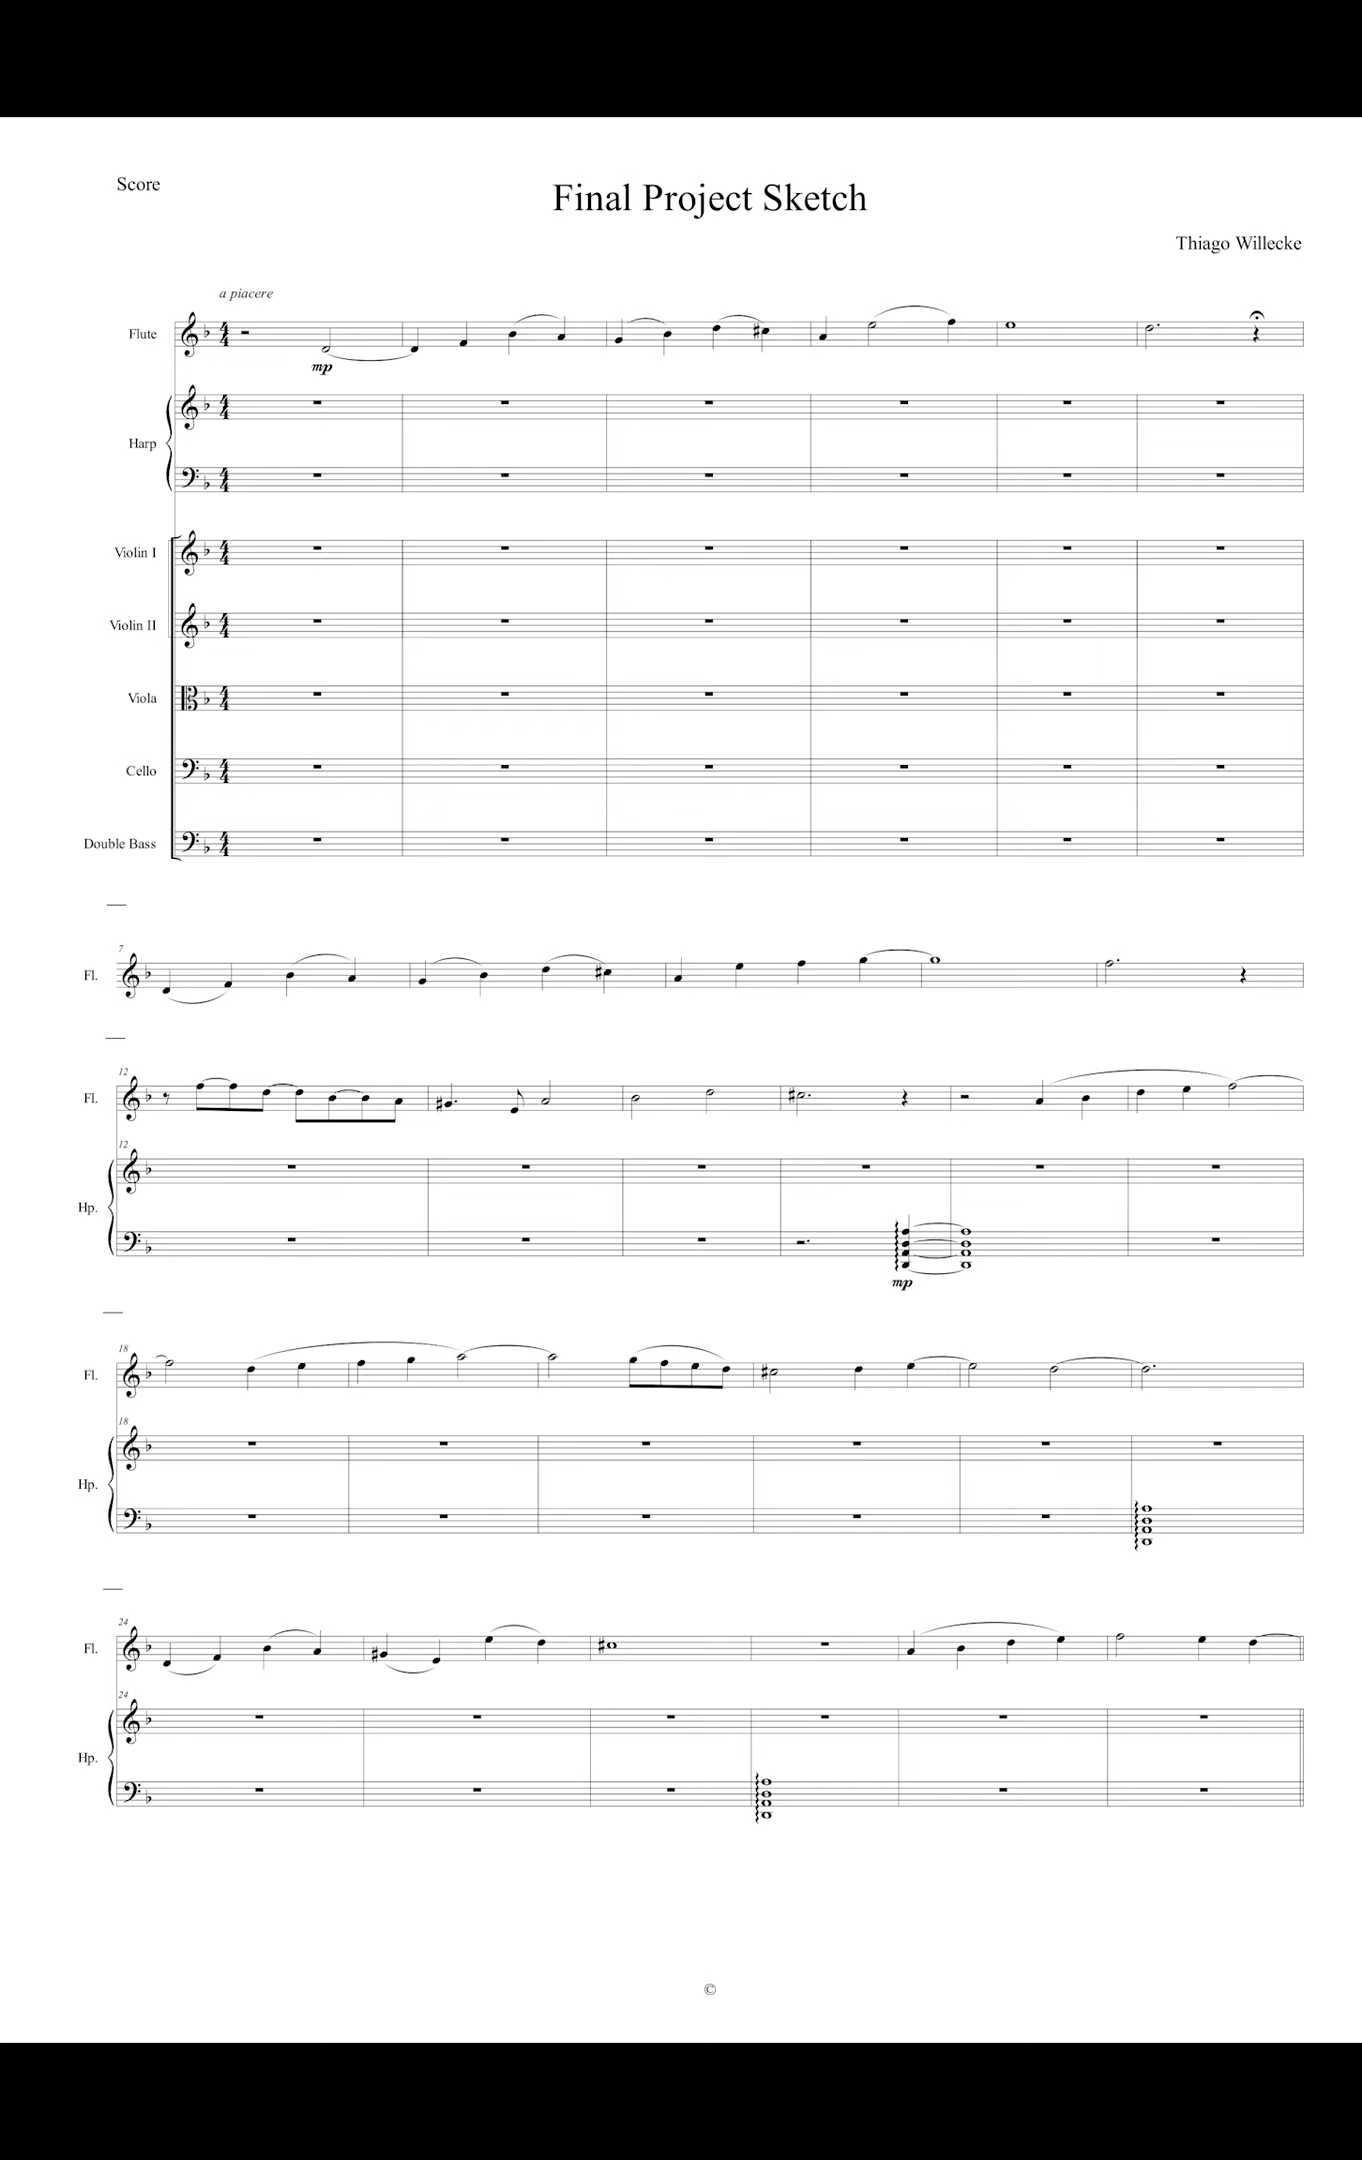 Score
Final Project Sketch
Thiago Willecke
a piacere
Flute
mp
Harp
Violin I
Violin II
Viola
Cello
Double Bass
7
Fl.
12
Fl.
12
Hp.
mp
18
Fl.
18
Hp.
24
Fl.
24
Hp.
©